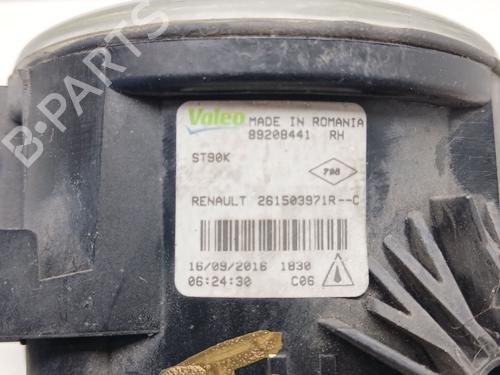 B-PARTS
Valeo MADE IN ROMANIA
89208441 RH
ST90K
798
RENAULT 261503971R--C
16/09/2016 1830
06:24:30 C06